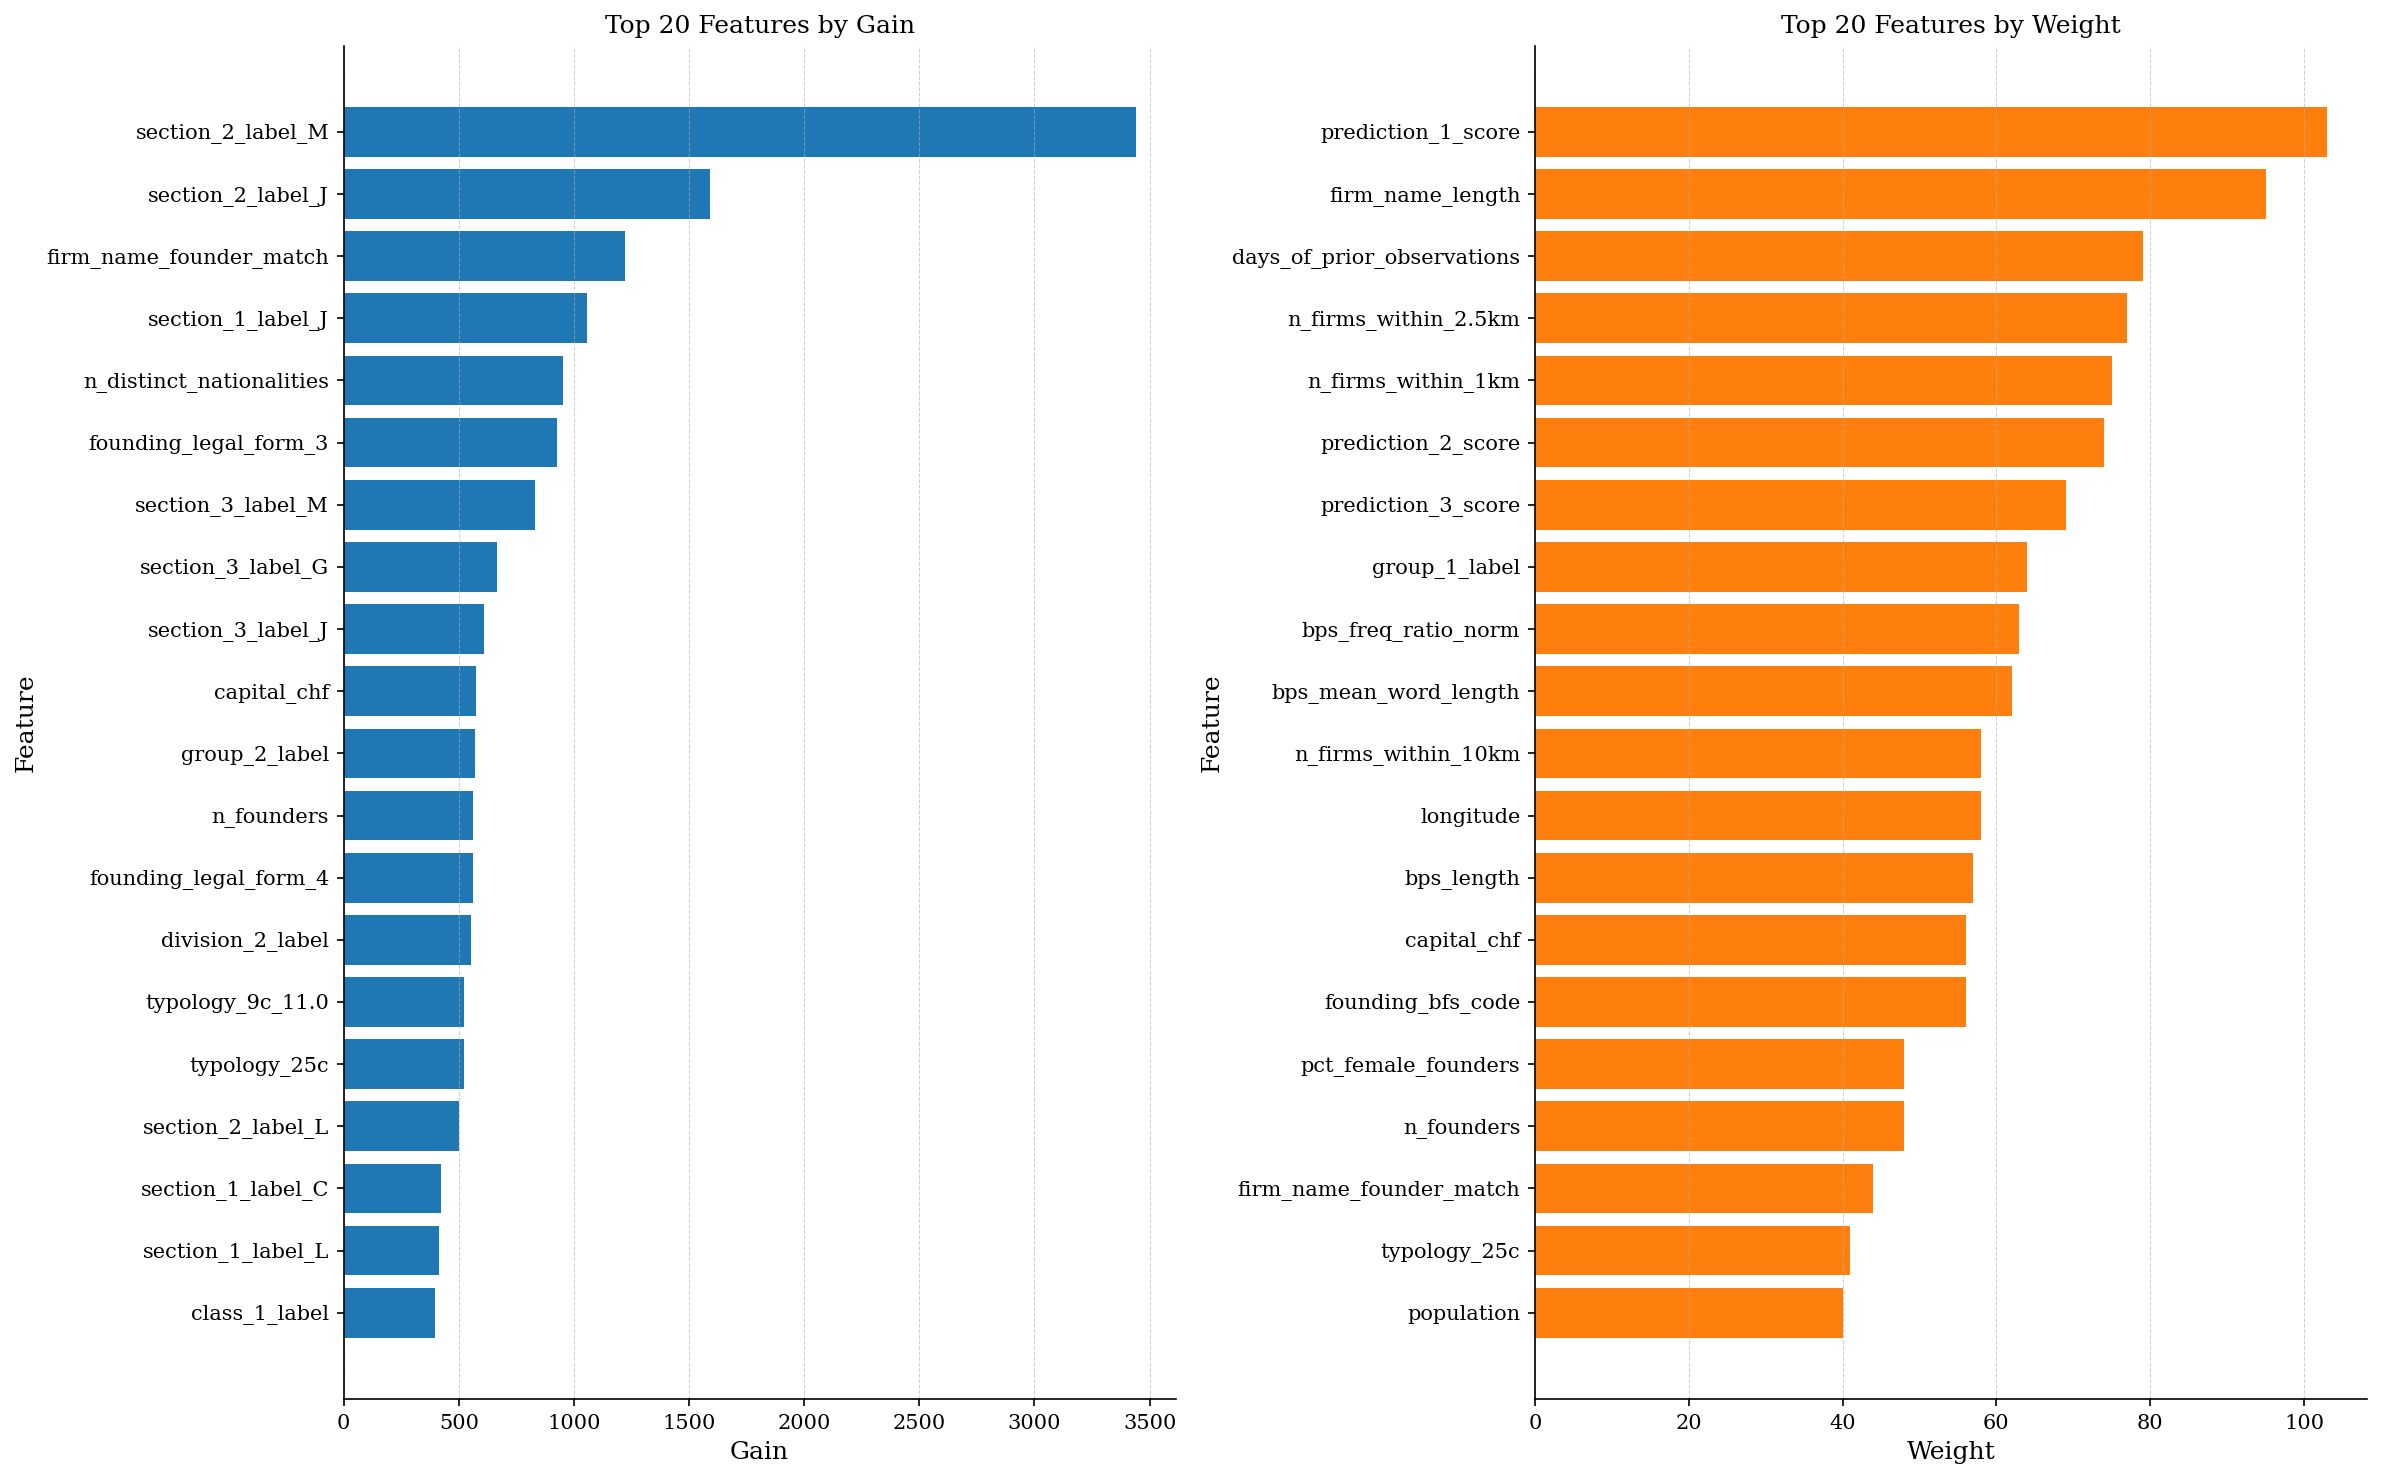 Top 20 Features by Gain
section_2_label_M
section_2_label_J
firm_name_founder_match
section_1_label_J
n_distinct_nationalities
founding_legal_form_3
section_3_label_M
section_3_label_G
section_3_label_J
capital_chf
group_2_label
n_founders
founding_legal_form_4
division_2_label
typology_9c_11.0
typology_25c
section_2_label_L
section_1_label_C
section_1_label_L
class_1_label
Feature
0 500 1000 1500 2000 2500 3000 3500
Gain
Top 20 Features by Weight
prediction_1_score
firm_name_length
days_of_prior_observations
n_firms_within_2.5km
n_firms_within_1km
prediction_2_score
prediction_3_score
group_1_label
bps_freq_ratio_norm
bps_mean_word_length
n_firms_within_10km
longitude
bps_length
capital_chf
founding_bfs_code
pct_female_founders
n_founders
firm_name_founder_match
typology_25c
population
Feature
0 20 40 60 80 100
Weight